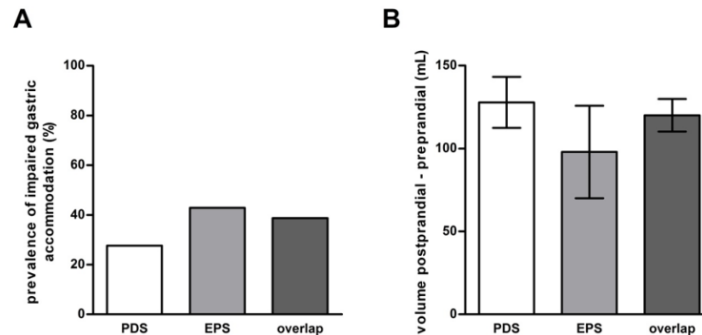 A
prevalence of impaired gastric
accommodation (%)
100
80
60
40
20
0
PDS EPS overlap
B
volume postprandial - preprandial (mL)
150
100
50
0
PDS EPS overlap